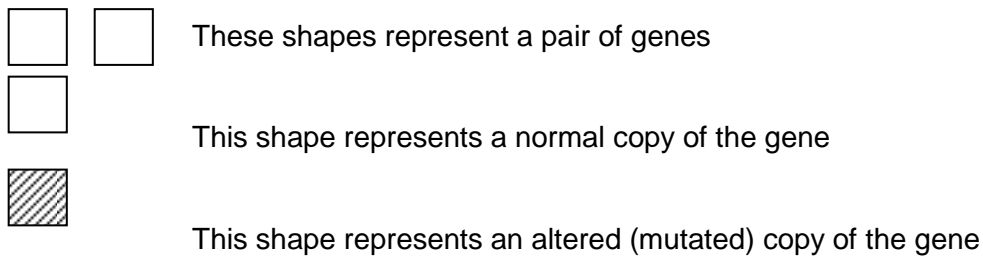 These shapes represent a pair of genes
This shape represents a normal copy of the gene
This shape represents an altered (mutated) copy of the gene